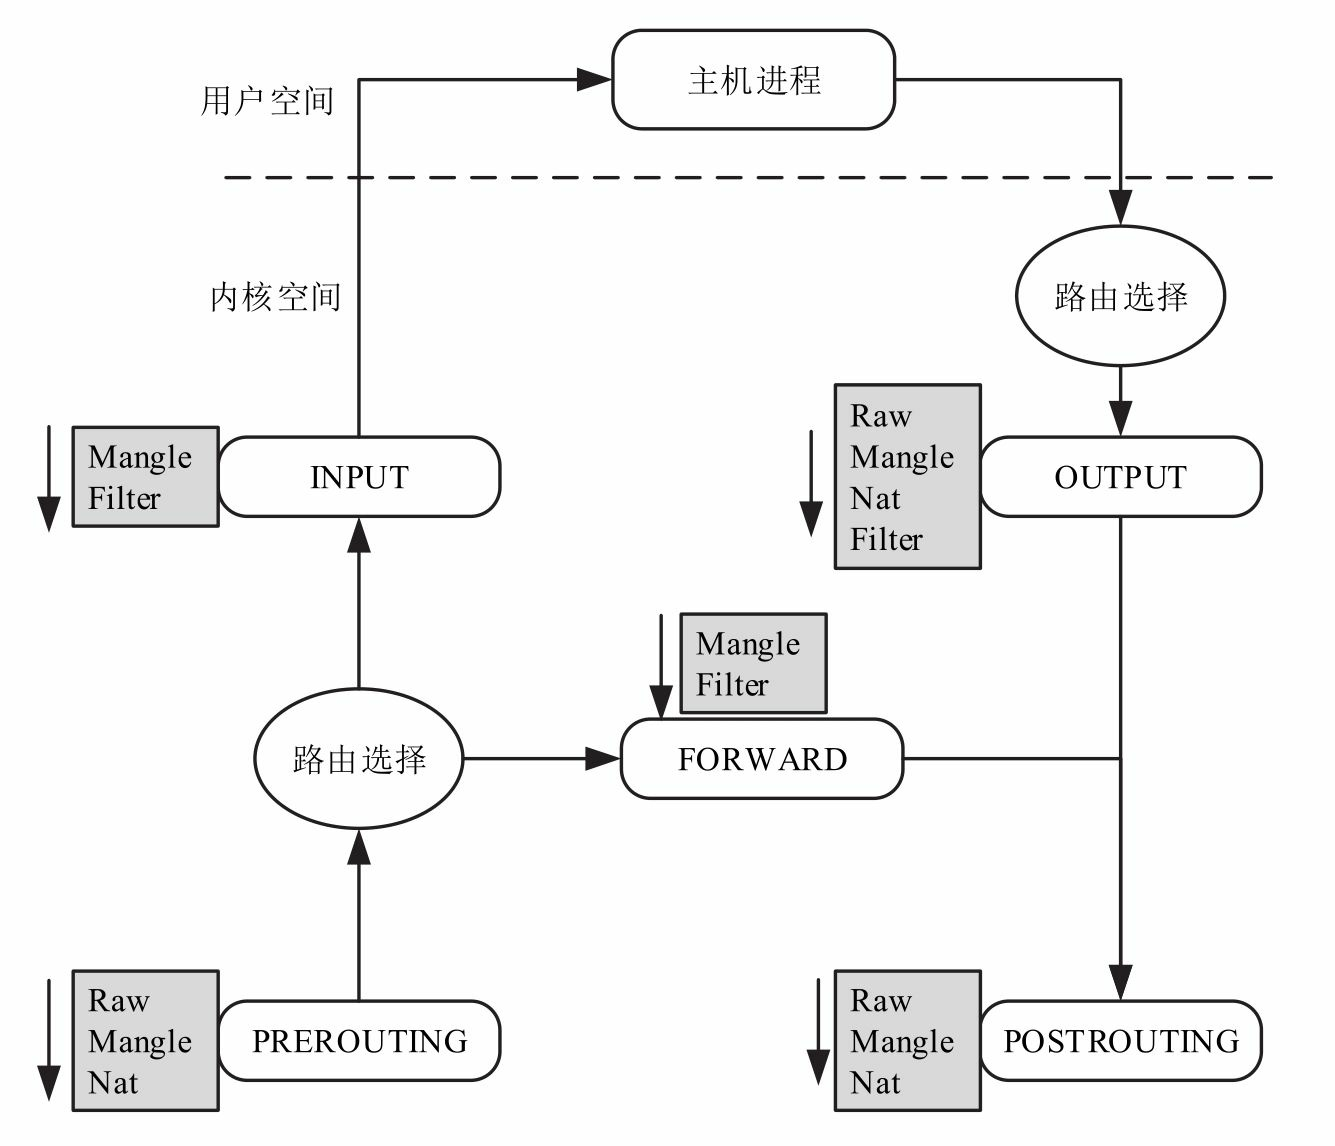 主机进程
用户空间
内核空间
路由选择
Mangle
Filter
INPUT
Raw
Mangle
Nat
Filter
OUTPUT
Mangle
Filter
FORWARD
路由选择
Raw
Mangle
Nat
PREROUTING
Raw
Mangle
Nat
POSTROUTING